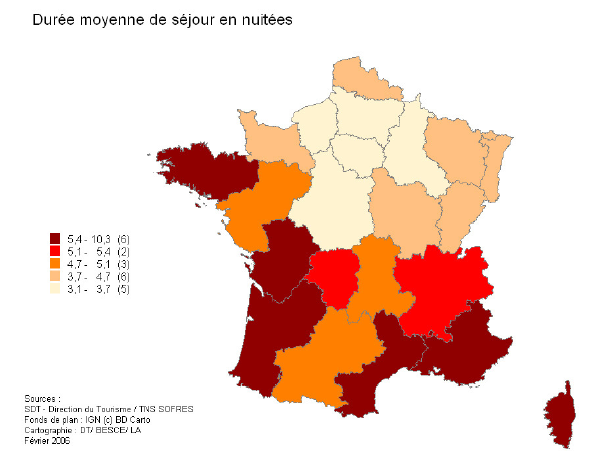 Durée moyenne de séjour en nuitées
5,4 - 10,3 (6)
5,1 - 5,4 (2)
4,7 - 5,1 (3)
3,7 - 4,7 (6)
3,1 - 3,7 (5)
Sources :
SDT - Direction du Tourisme / TNS SOFRES
Fonds de plan : IGN (c) BD Carto
Cartographie : DT/ BESCE/ LA
Février 2006